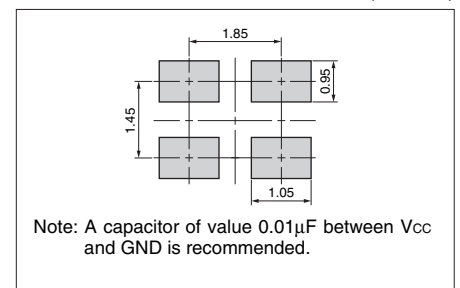 1.85
0.95
1.45
1.05
Note: A capacitor of value 0.01μF between Vcc
and GND is recommended.